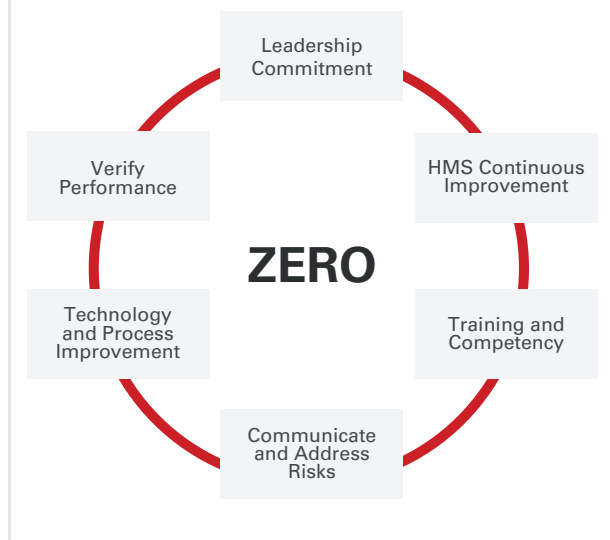 Leadership
Commitment
HMS Continuous
Improvement
Verify
Performance
ZERO
Training and
Competency
Technology
and Process
Improvement
Communicate
and Address
Risks